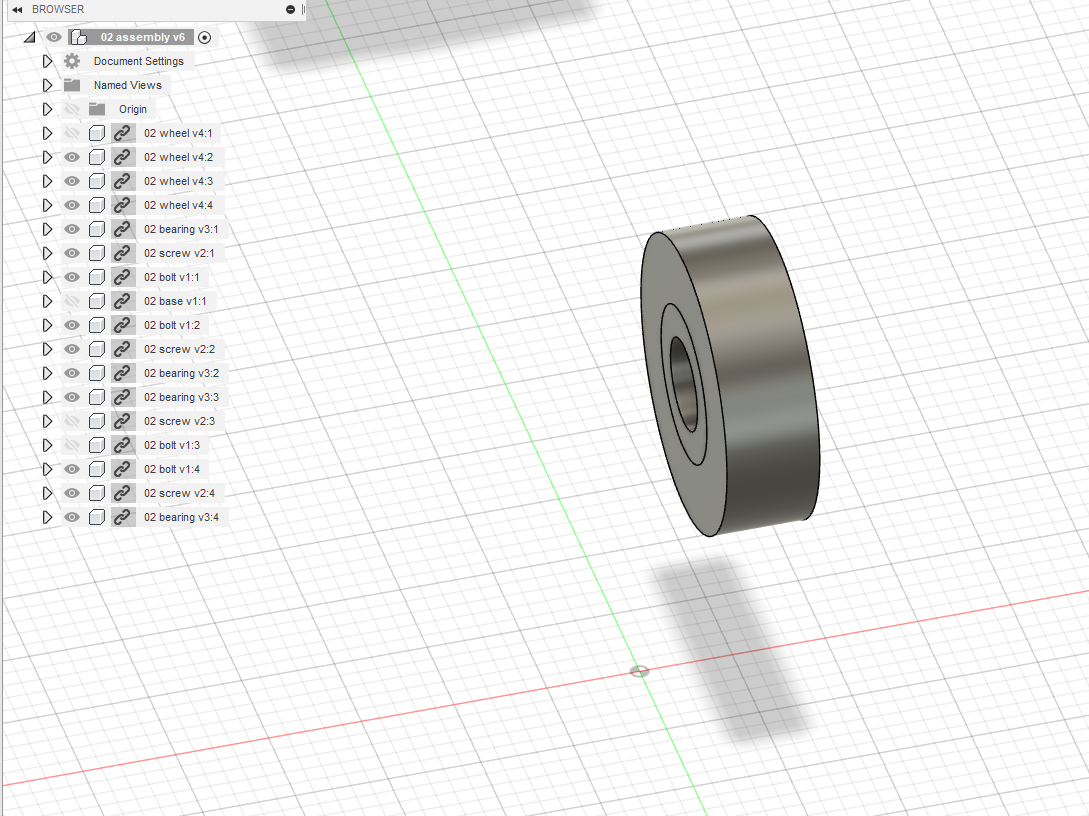 BROWSER
02 assembly v6
Document Settings
Named Views
Origin
02 wheel v4:1
02 wheel v4:2
02 wheel v4:3
02 wheel v4:4
02 bearing v3:1
02 screw v2:1
02 bolt v1:1
02 base v1:1
02 bolt v1:2
02 screw v2:2
02 bearing v3:2
02 bearing v3:3
02 screw v2:3
02 bolt v1:3
02 bolt v1:4
02 screw v2:4
02 bearing v3:4